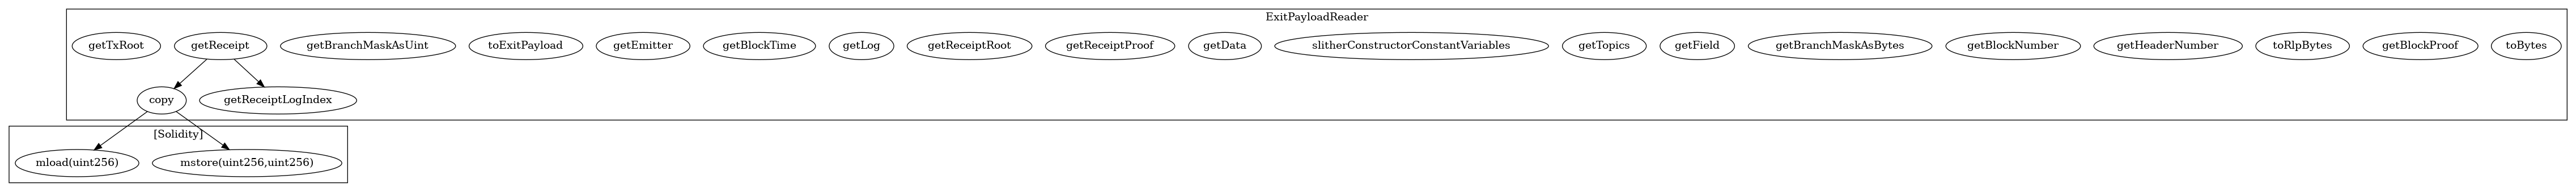 ExitPayloadReader
getTxRoot getReceipt getBranchMaskAsUint toExitPayload getEmitter getBlockTime getLog getReceiptRoot getReceiptProof getData slitherConstructorConstantVariables getTopics getField getBranchMaskAsBytes getBlockNumber getHeaderNumber toRlpBytes getBlockProof toBytes
copy getReceiptLogIndex
[Solidity]
mload(uint256) mstore(uint256,uint256)